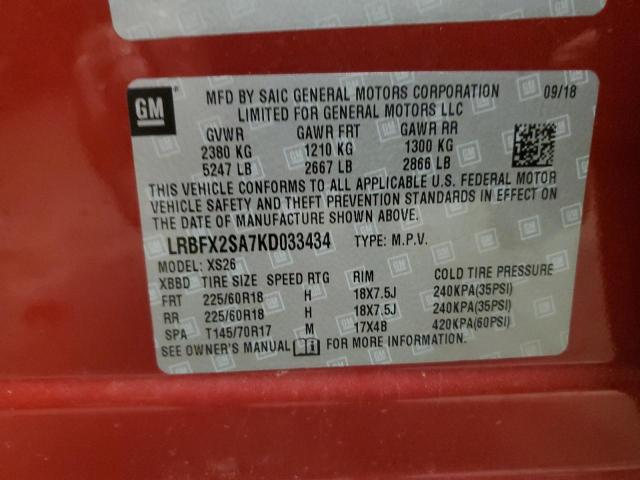 GM
MFD BY SAIC GENERAL MOTORS CORPORATION 09/18
LIMITED FOR GENERAL MOTORS LLC
GVWR GAWR FRT GAWR RR
2380 KG 1210 KG 1300 KG
5247 LB 2667 LB 2866 LB
THIS VEHICLE CONFORMS TO ALL APPLICABLE U.S. FEDERAL MOTOR
VEHICLE SAFETY AND THEFT PREVENTION STANDARDS IN EFFECT ON
THE DATE OF MANUFACTURE SHOWN ABOVE.
LRBFX2SA7KD033434 TYPE: M.P.V.
MODEL: XS26
XBBD TIRE SIZE SPEED RTG RIM COLD TIRE PRESSURE
FRT 225/60R18 H 18X7.5J 240KPA(35PSI)
RR 225/60R18 H 18X7.5J 240KPA(35PSI)
SPA T145/70R17 M 17X4B 420KPA(60PSI)
SEE OWNER'S MANUAL FOR MORE INFORMATION.